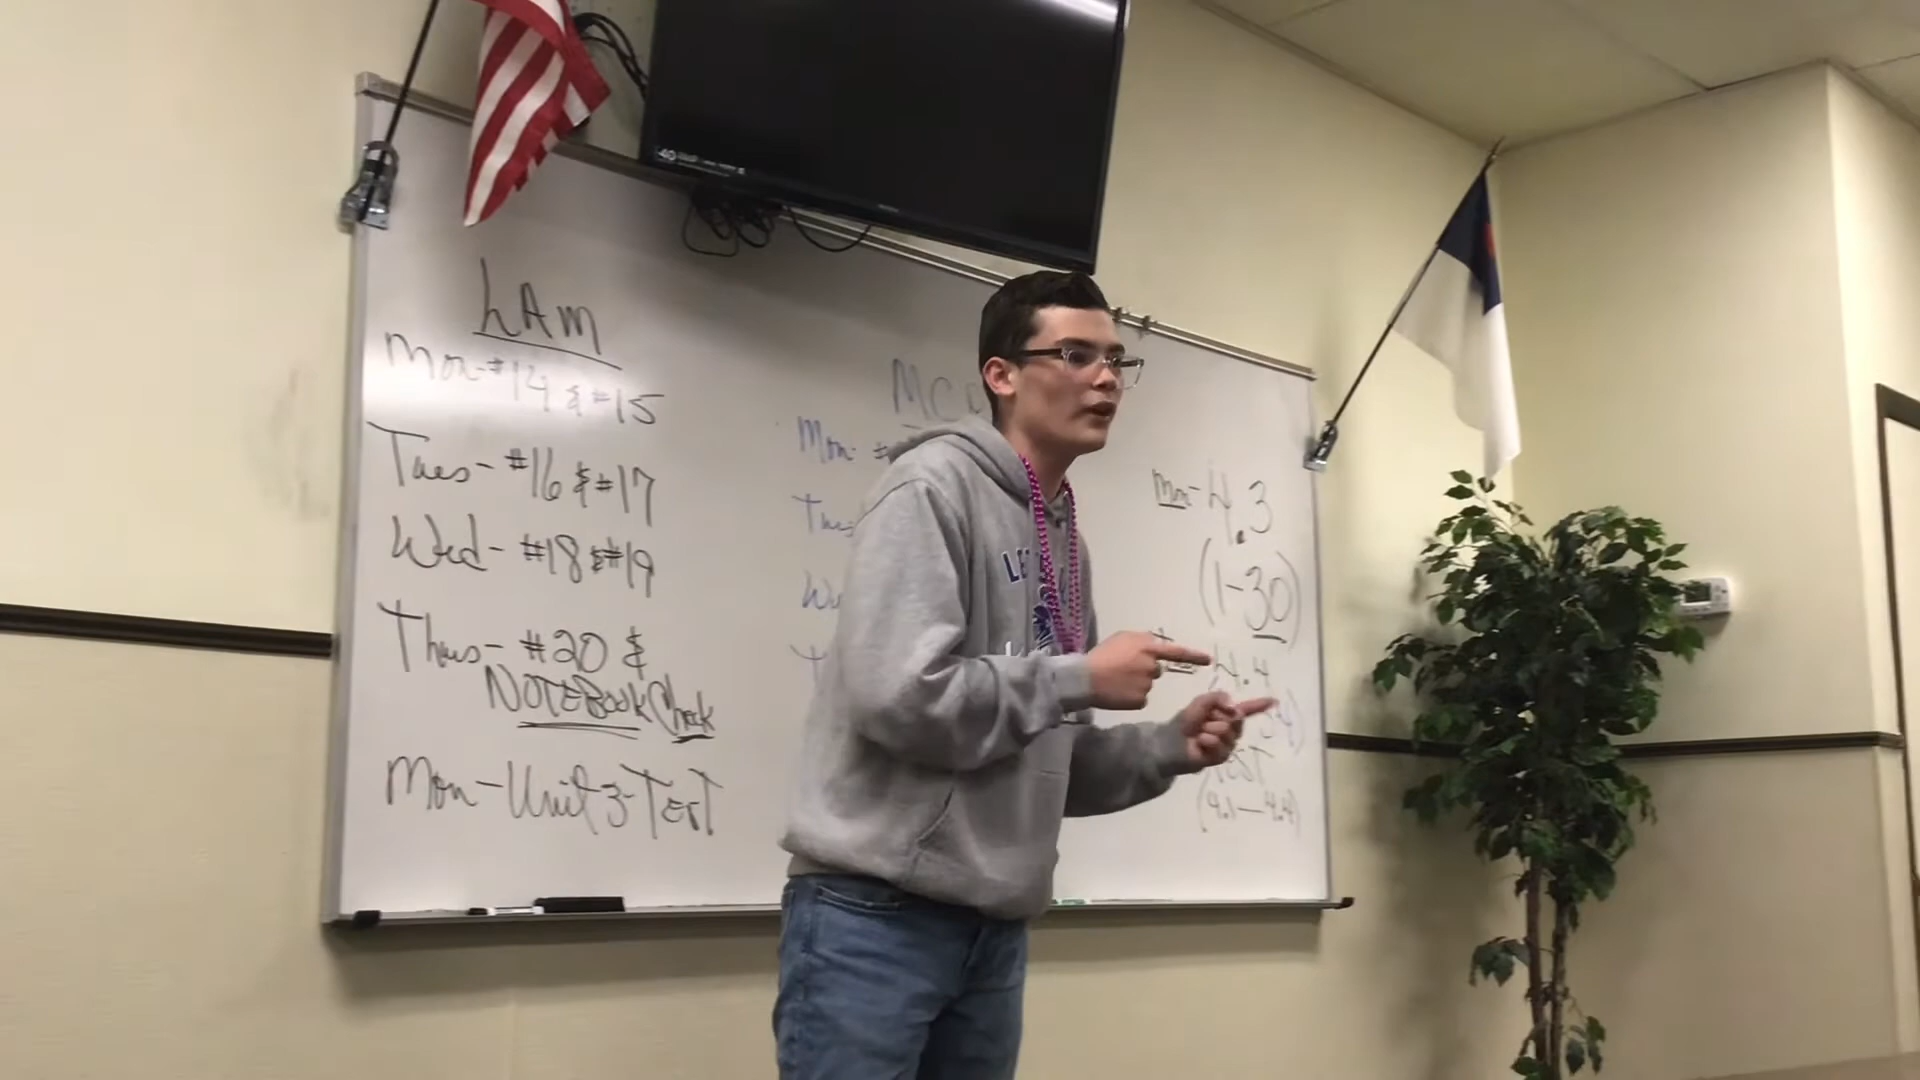 LAM
Mon-#14 & #15
Tues- #16 & #17
Wed- #18 & #19
Thurs- #20 &
NOTEBOOK Check
Mon-Unit 3-TEST
Mon-
Mon- 4.3
(1-30)
4.4
TEST
(4.1-4.4)